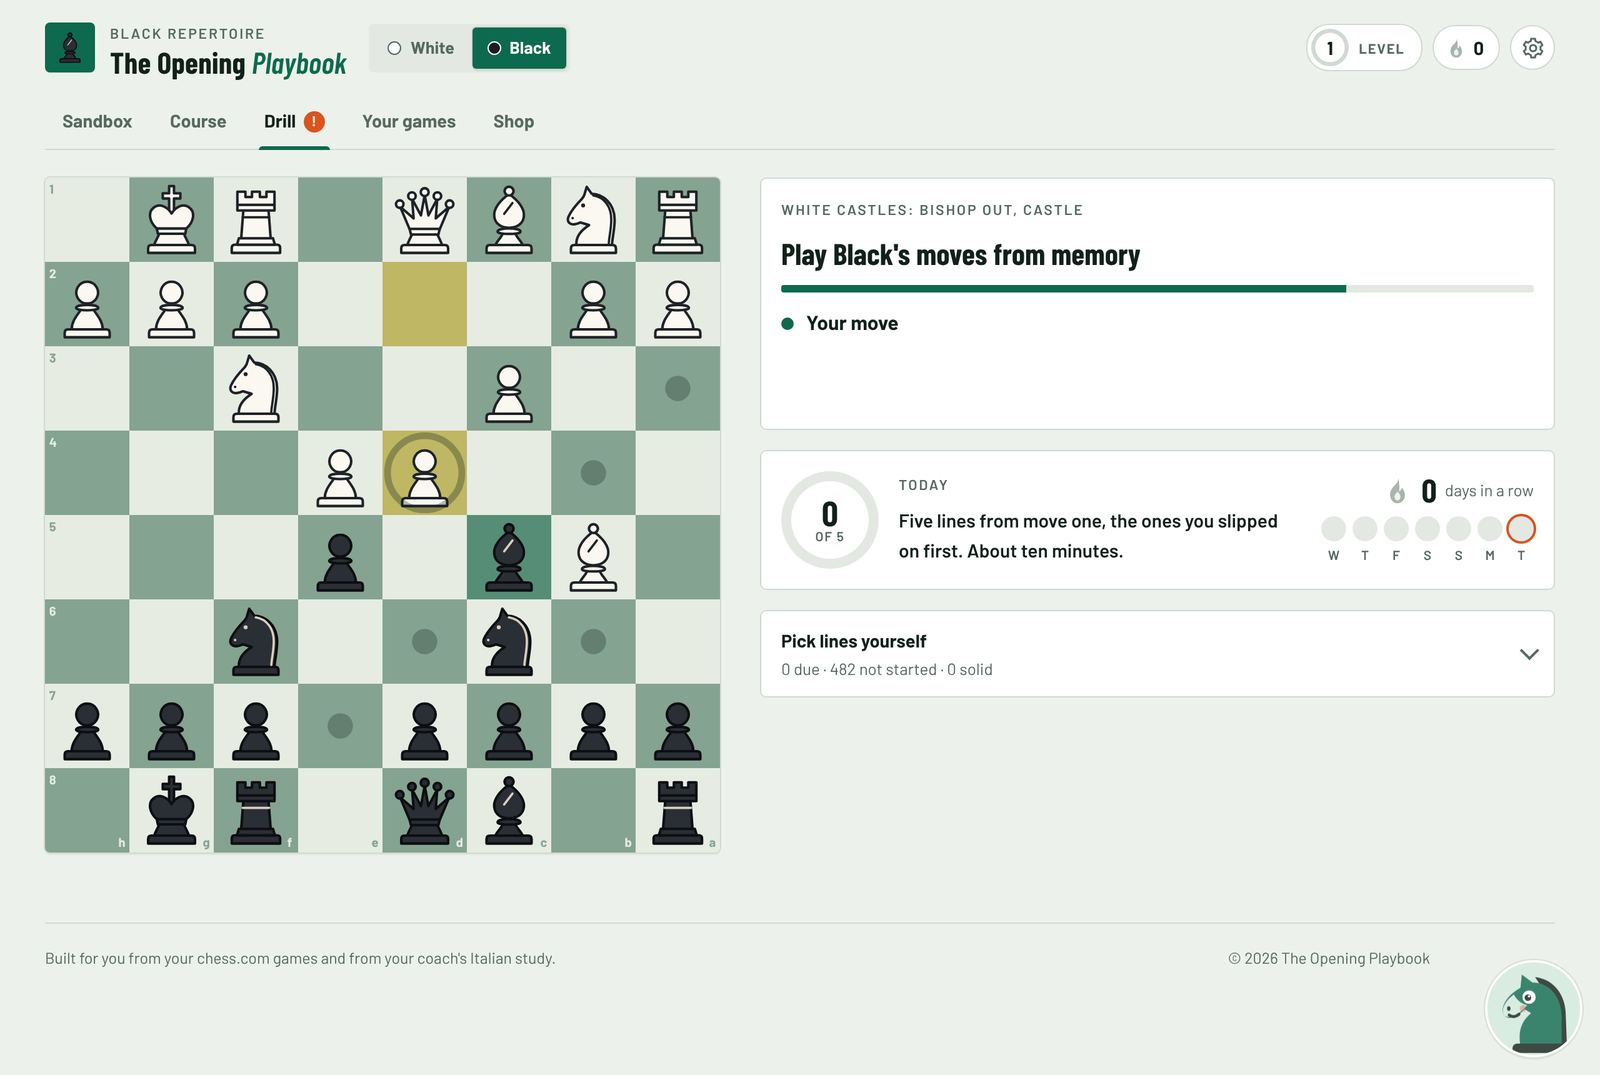 BLACK REPERTOIRE
The Opening Playbook
White
Black
1 LEVEL
0
Sandbox
Course
Drill !
Your games
Shop
1
2
3
4
5
6
7
8
h g f e d c b a
WHITE CASTLES: BISHOP OUT, CASTLE
Play Black's moves from memory
Your move
0
OF 5
TODAY
Five lines from move one, the ones you slipped
on first. About ten minutes.
0 days in a row
W T F S S M T
Pick lines yourself
0 due · 482 not started · 0 solid
Built for you from your chess.com games and from your coach's Italian study.
© 2026 The Opening Playbook